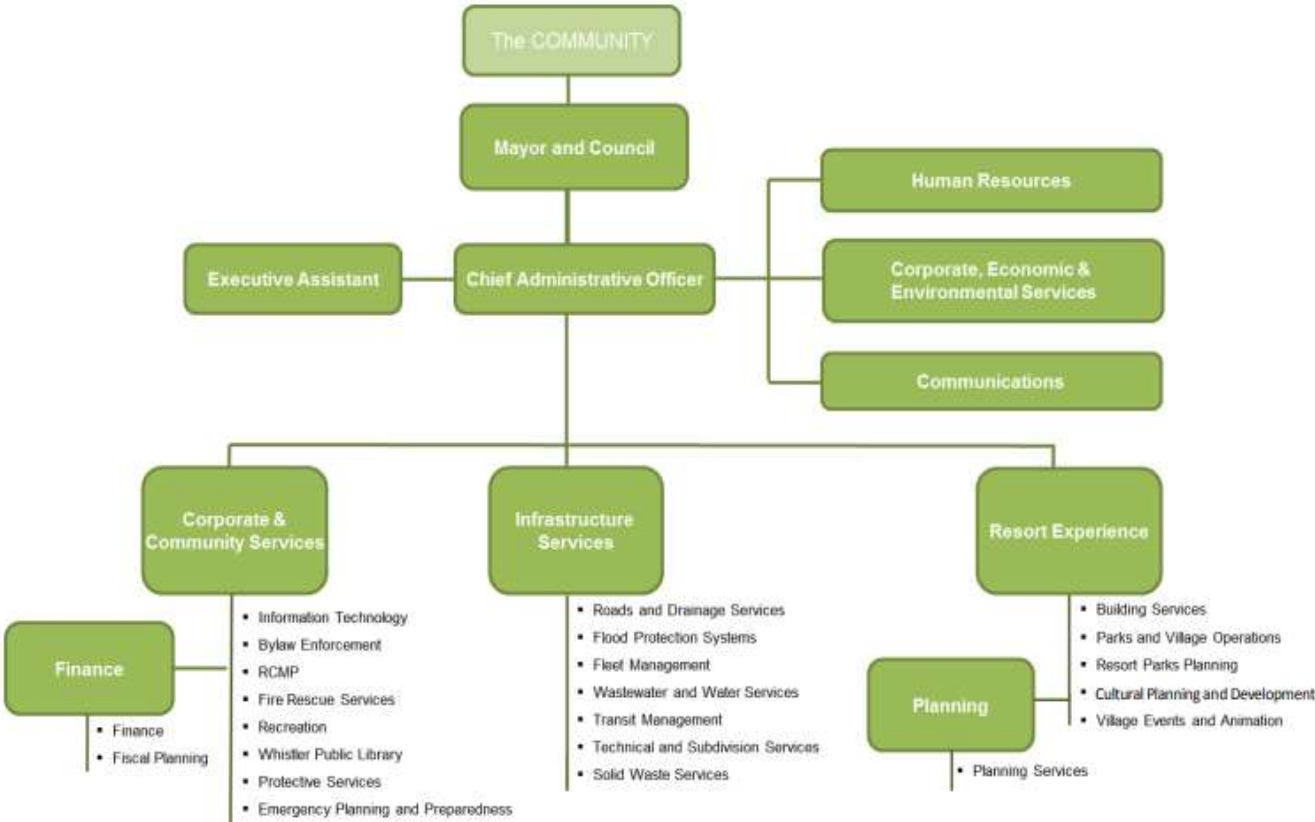 The COMMUNITY
Mayor and Council
Human Resources
Executive Assistant
Chief Administrative Officer
Corporate, Economic &
Environmental Services
Communications
Corporate &
Community Services
Infrastructure
Services
Resort Experience
▪ Information Technology
▪ Bylaw Enforcement
▪ RCMP
▪ Fire Rescue Services
▪ Recreation
▪ Whistler Public Library
▪ Protective Services
▪ Emergency Planning and Preparedness
Finance
▪ Finance
▪ Fiscal Planning
▪ Roads and Drainage Services
▪ Flood Protection Systems
▪ Fleet Management
▪ Wastewater and Water Services
▪ Transit Management
▪ Technical and Subdivision Services
▪ Solid Waste Services
▪ Building Services
▪ Parks and Village Operations
▪ Resort Parks Planning
▪ Cultural Planning and Development
▪ Village Events and Animation
Planning
▪ Planning Services